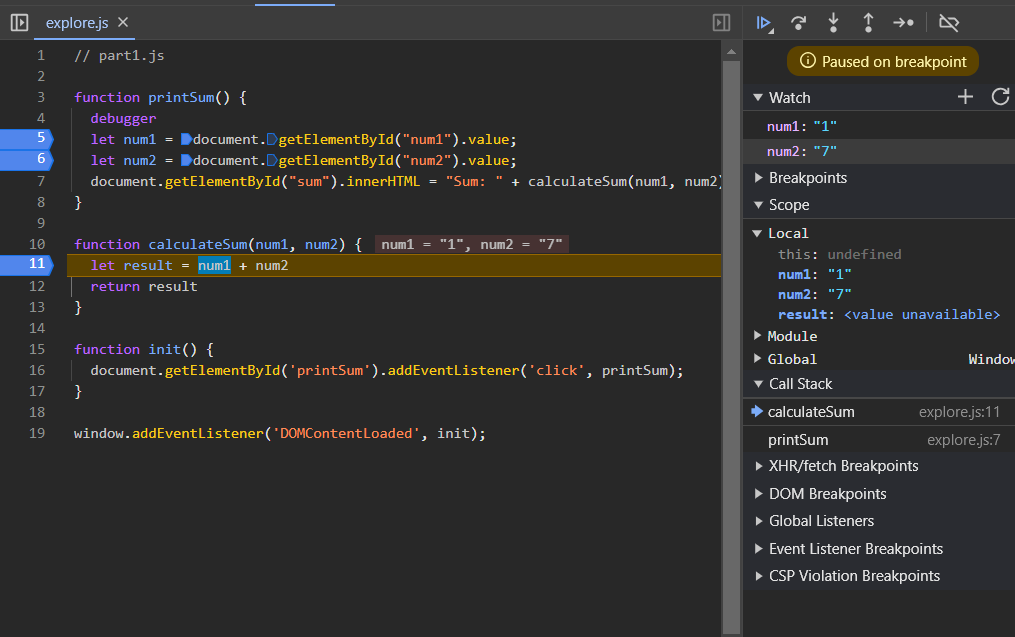 explore.js
1 // part1.js
2
3 function printSum() {
4 debugger
5 let num1 = document.getElementById("num1").value;
6 let num2 = document.getElementById("num2").value;
7 document.getElementById("sum").innerHTML = "Sum: " + calculateSum(num1, num2)
8 }
9
10 function calculateSum(num1, num2) { num1 = "1", num2 = "7"
11 let result = num1 + num2
12 return result
13 }
14
15 function init() {
16 document.getElementById('printSum').addEventListener('click', printSum);
17 }
18
19 window.addEventListener('DOMContentLoaded', init);
Paused on breakpoint
Watch
num1: "1"
num2: "7"
Breakpoints
Scope
Local
this: undefined
num1: "1"
num2: "7"
result: <value unavailable>
Module
Global Window
Call Stack
calculateSum explore.js:11
printSum explore.js:7
XHR/fetch Breakpoints
DOM Breakpoints
Global Listeners
Event Listener Breakpoints
CSP Violation Breakpoints